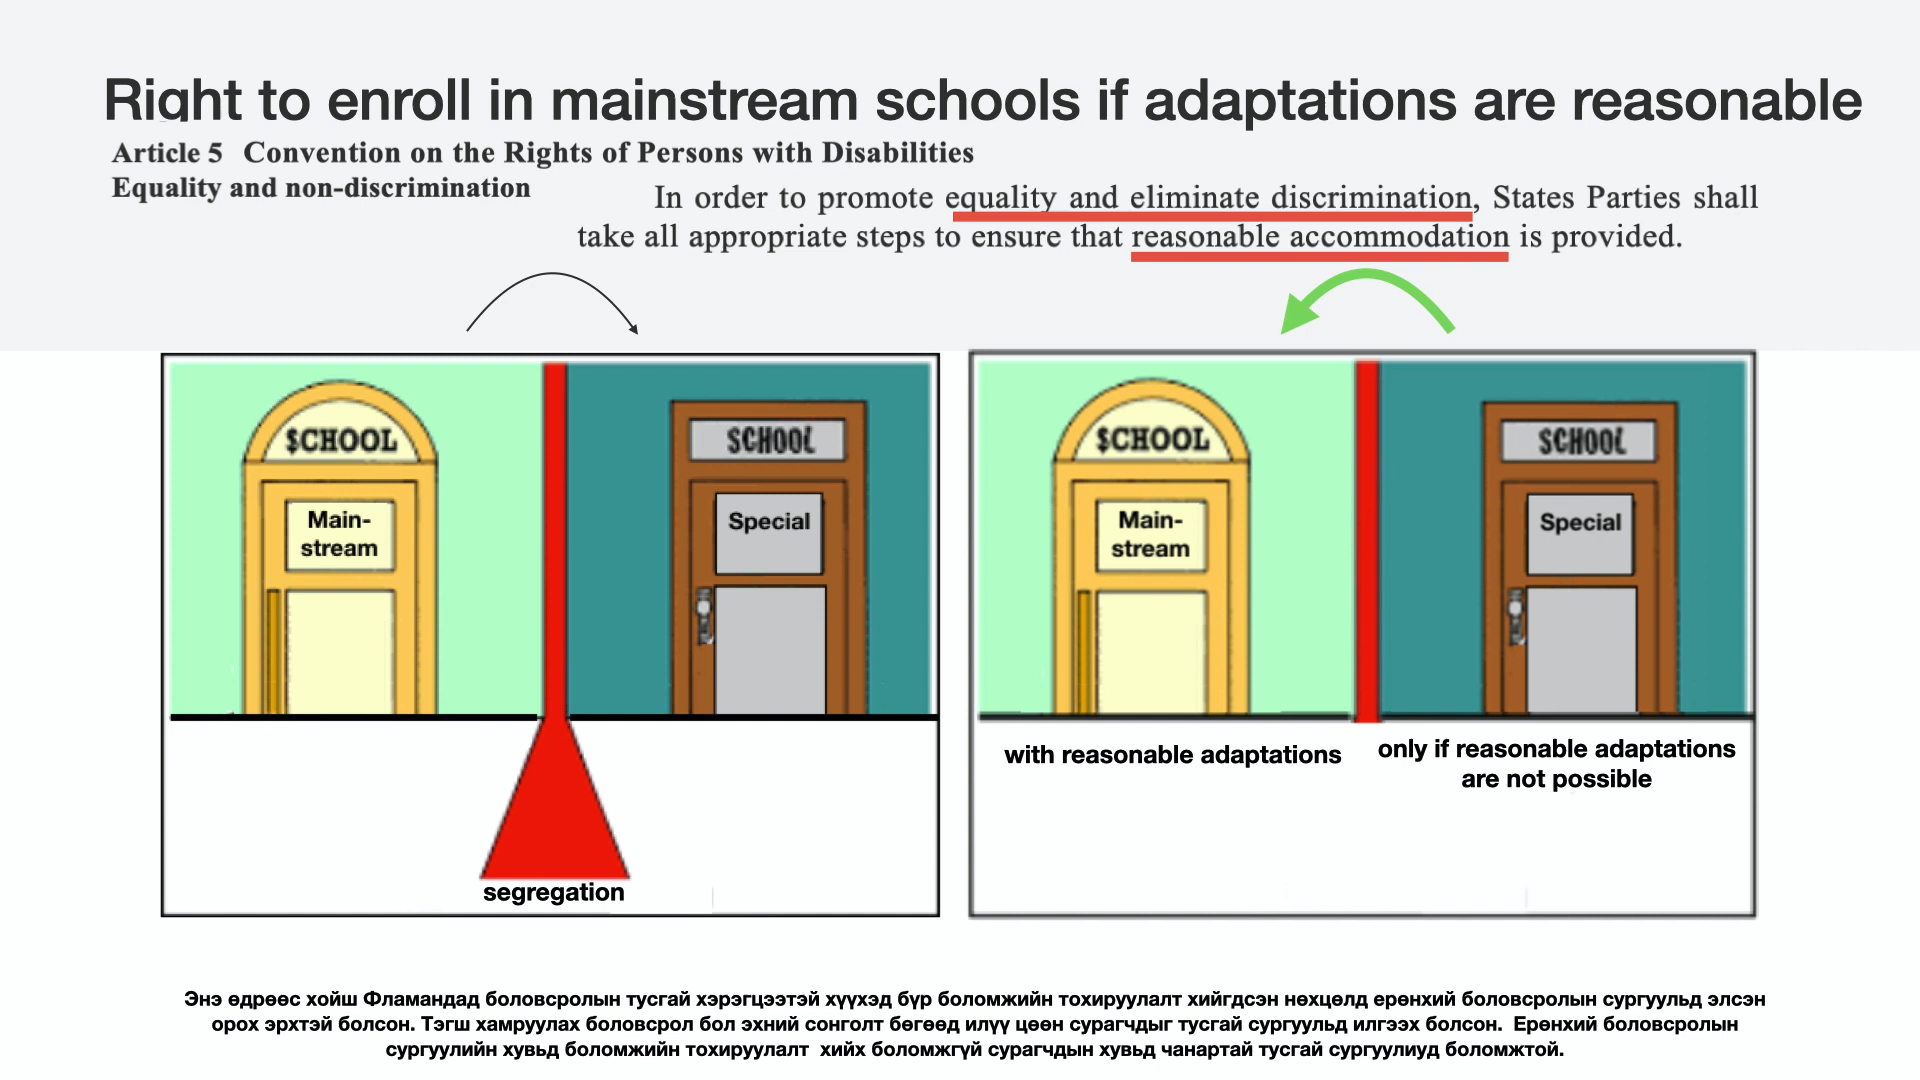 Right to enroll in mainstream schools if adaptations are reasonable
Article 5 Convention on the Rights of Persons with Disabilities
Equality and non-discrimination
In order to promote equality and eliminate discrimination, States Parties shall
take all appropriate steps to ensure that reasonable accommodation is provided.
$CHOOL
Main-
stream
SCHOOL
Special
segregation
$CHOOL
Main-
stream
SCHOOL
Special
with reasonable adaptations
only if reasonable adaptations
are not possible
Энэ өдрөөс хойш Фламандад боловсролын тусгай хэрэгцээтэй хүүхэд бүр боломжийн тохируулалт хийгдсэн нөхцөлд ерөнхий боловсролын сургуульд элсэн
орох эрхтэй болсон. Тэгш хамруулах боловсрол бол эхний сонголт бөгөөд илүү цөөн сурагчдыг тусгай сургуульд илгээх болсон. Ерөнхий боловсролын
сургуулийн хувьд боломжийн тохируулалт хийх боломжгүй сурагчдын хувьд чанартай тусгай сургуулиуд боломжтой.